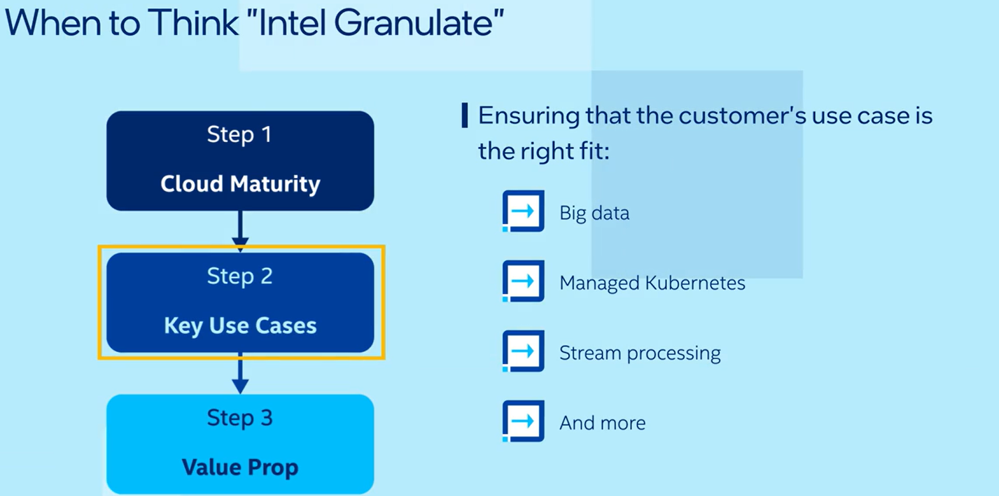 When to Think "Intel Granulate"
Step 1
Cloud Maturity
Step 2
Key Use Cases
Step 3
Value Prop
Ensuring that the customer's use case is
the right fit:
Big data
Managed Kubernetes
Stream processing
And more